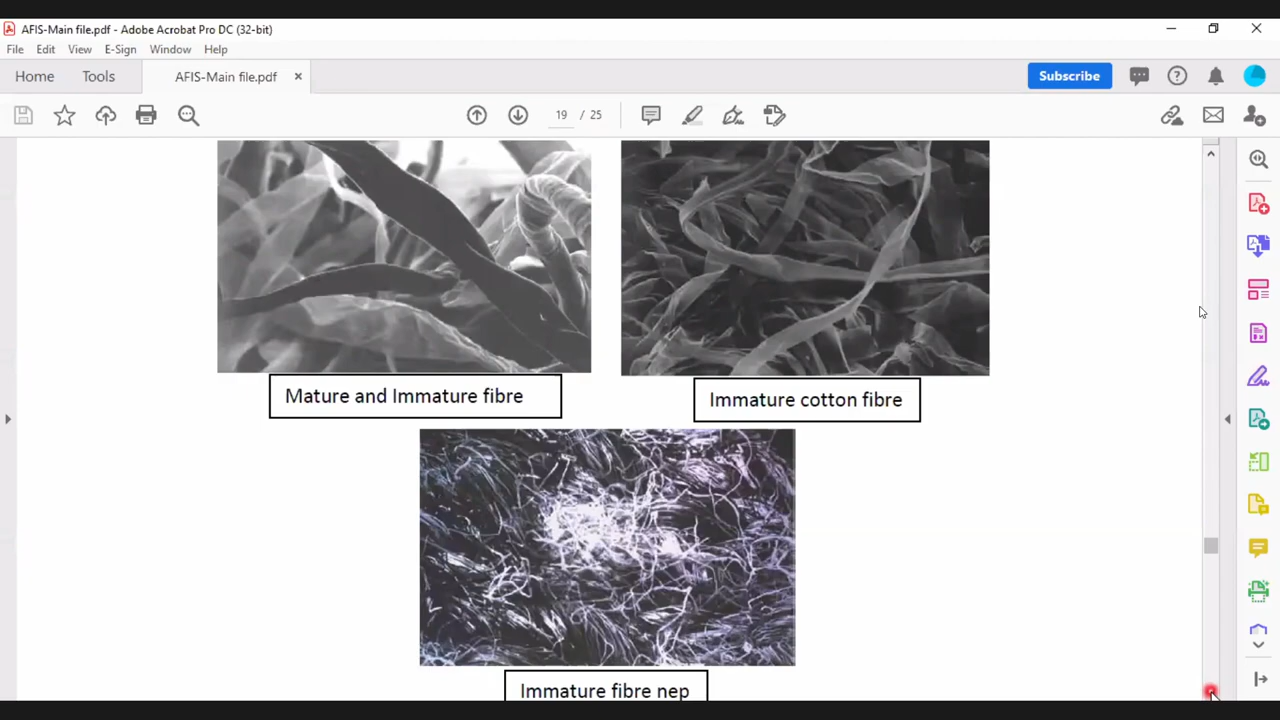 AFIS-Main file.pdf - Adobe Acrobat Pro DC (32-bit)
File Edit View E-Sign Window Help
Home Tools AFIS-Main file.pdf × Subscribe
19 / 25
Mature and Immature fibre
Immature cotton fibre
Immature fibre nep